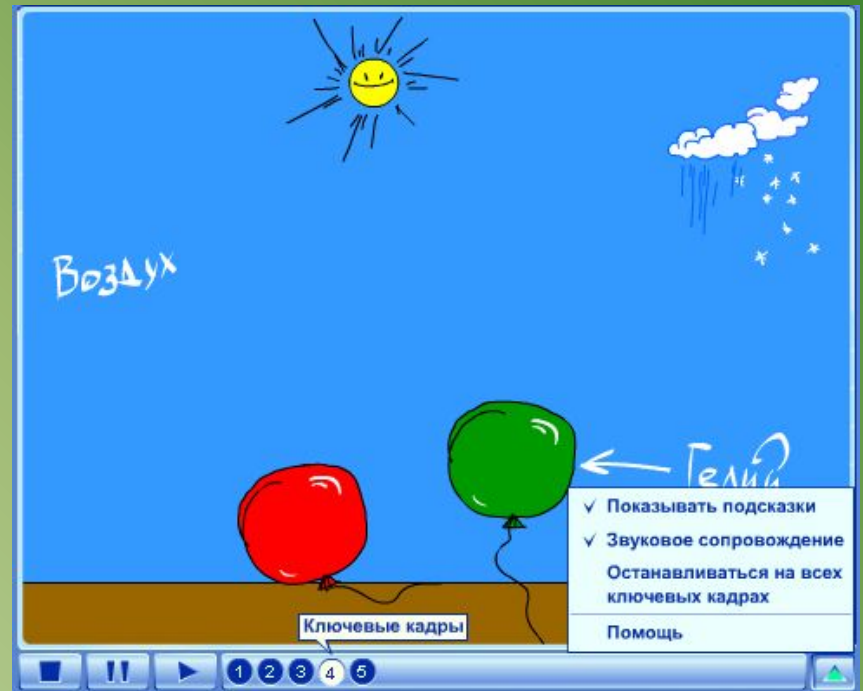 Воздух
Гелий
Показывать подсказки
Звуковое сопровождение
Останавливаться на всех
ключевых кадрах
Помощь
Ключевые кадры
1 2 3 4 5